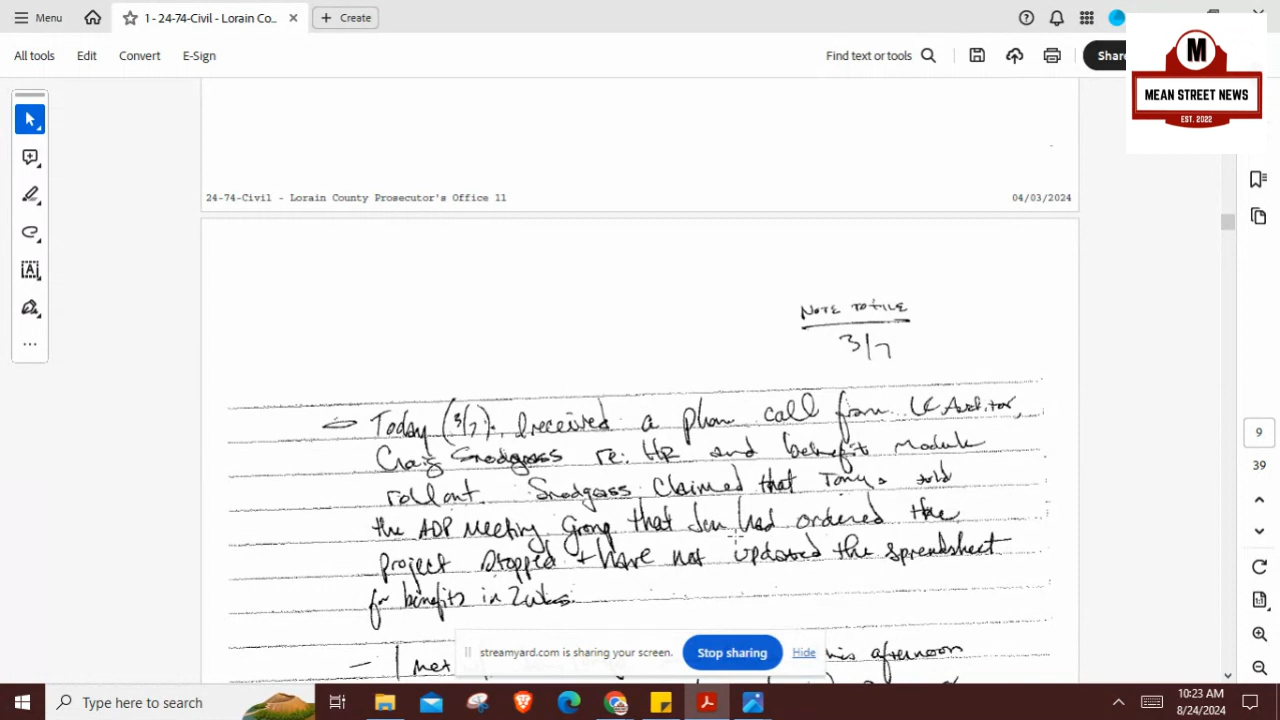 Menu
1 - 24-74-Civil - Lorain Co...
Create
All tools
Edit
Convert
E-Sign
Find text or tools
Share
M
MEAN STREET NEWS
EST. 2022
24-74-Civil - Lorain County Prosecutor's Office 11
04/03/2024
NOTE TO FILE
3/7
Today (3/7), I received a phone call from LC Auditor,
Craig Snodgrass re: HR and benefit module
rollout. Snodgrass claimed that Tony told
the ADP meeting group that Jen had ordered the
project stopped + have not updated the spreadsheet
for benefits in 2 wks.
- I met
this afternoon
streamyard.com is sharing your screen.
Stop sharing
Hide
9
39
Type here to search
10:23 AM
8/24/2024